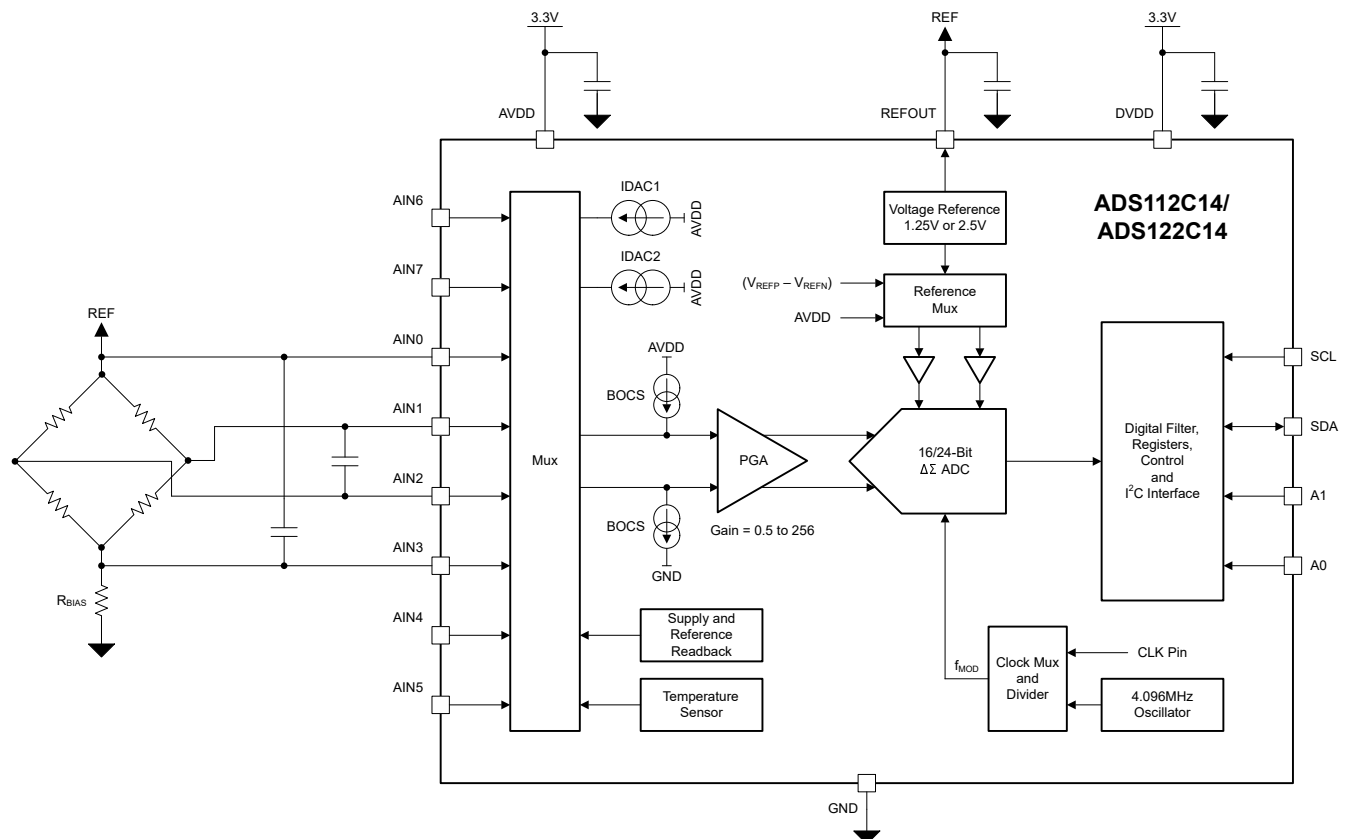 3.3V
REF
3.3V
AVDD
REFOUT
DVDD
AIN6
IDAC1
AVDD
Voltage Reference
1.25V or 2.5V
ADS112C14/
ADS122C14
AIN7
IDAC2
AVDD
(VREFP – VREFN)
Reference
Mux
AVDD
REF
AIN0
AVDD
BOCS
SCL
AIN1
Mux
PGA
16/24-Bit
ΔΣ ADC
Digital Filter,
Registers,
Control
and
I²C Interface
SDA
AIN2
BOCS
Gain = 0.5 to 256
A1
AIN3
GND
A0
RBIAS
AIN4
Supply and
Reference
Readback
fMOD
Clock Mux
and
Divider
CLK Pin
AIN5
Temperature
Sensor
4.096MHz
Oscillator
GND